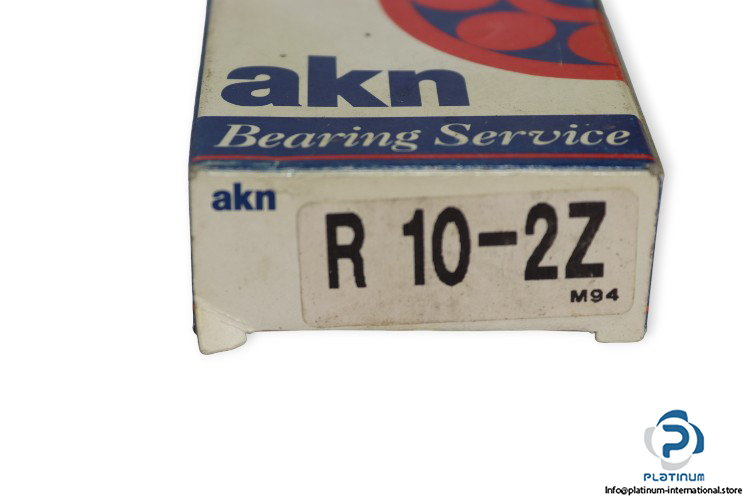 akn
Bearing Service
akn
R 10-2Z
M94
PLATINUM
Info@platinum-international.store